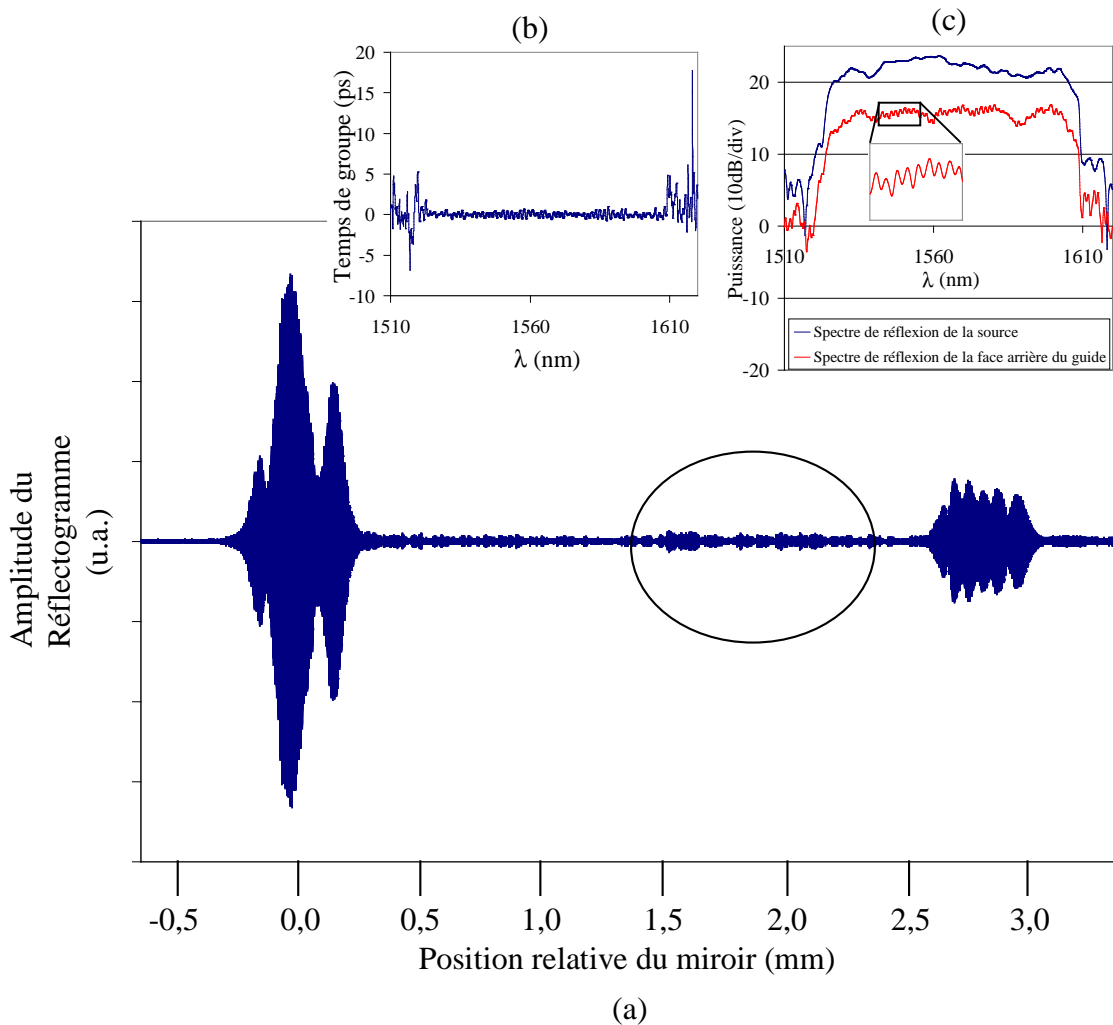 (b)
(c)
20
15
10
5
0
-5
-10
Temps de groupe (ps)
1510
1560
1610
λ (nm)
20
10
0
-10
-20
Puissance (10dB/div)
1510
1560
1610
λ (nm)
Spectre de réflexion de la source
Spectre de réflexion de la face arrière du guide
Amplitude du
Réflectogramme
(u.a.)
-0,5
0,0
0,5
1,0
1,5
2,0
2,5
3,0
Position relative du miroir (mm)
(a)